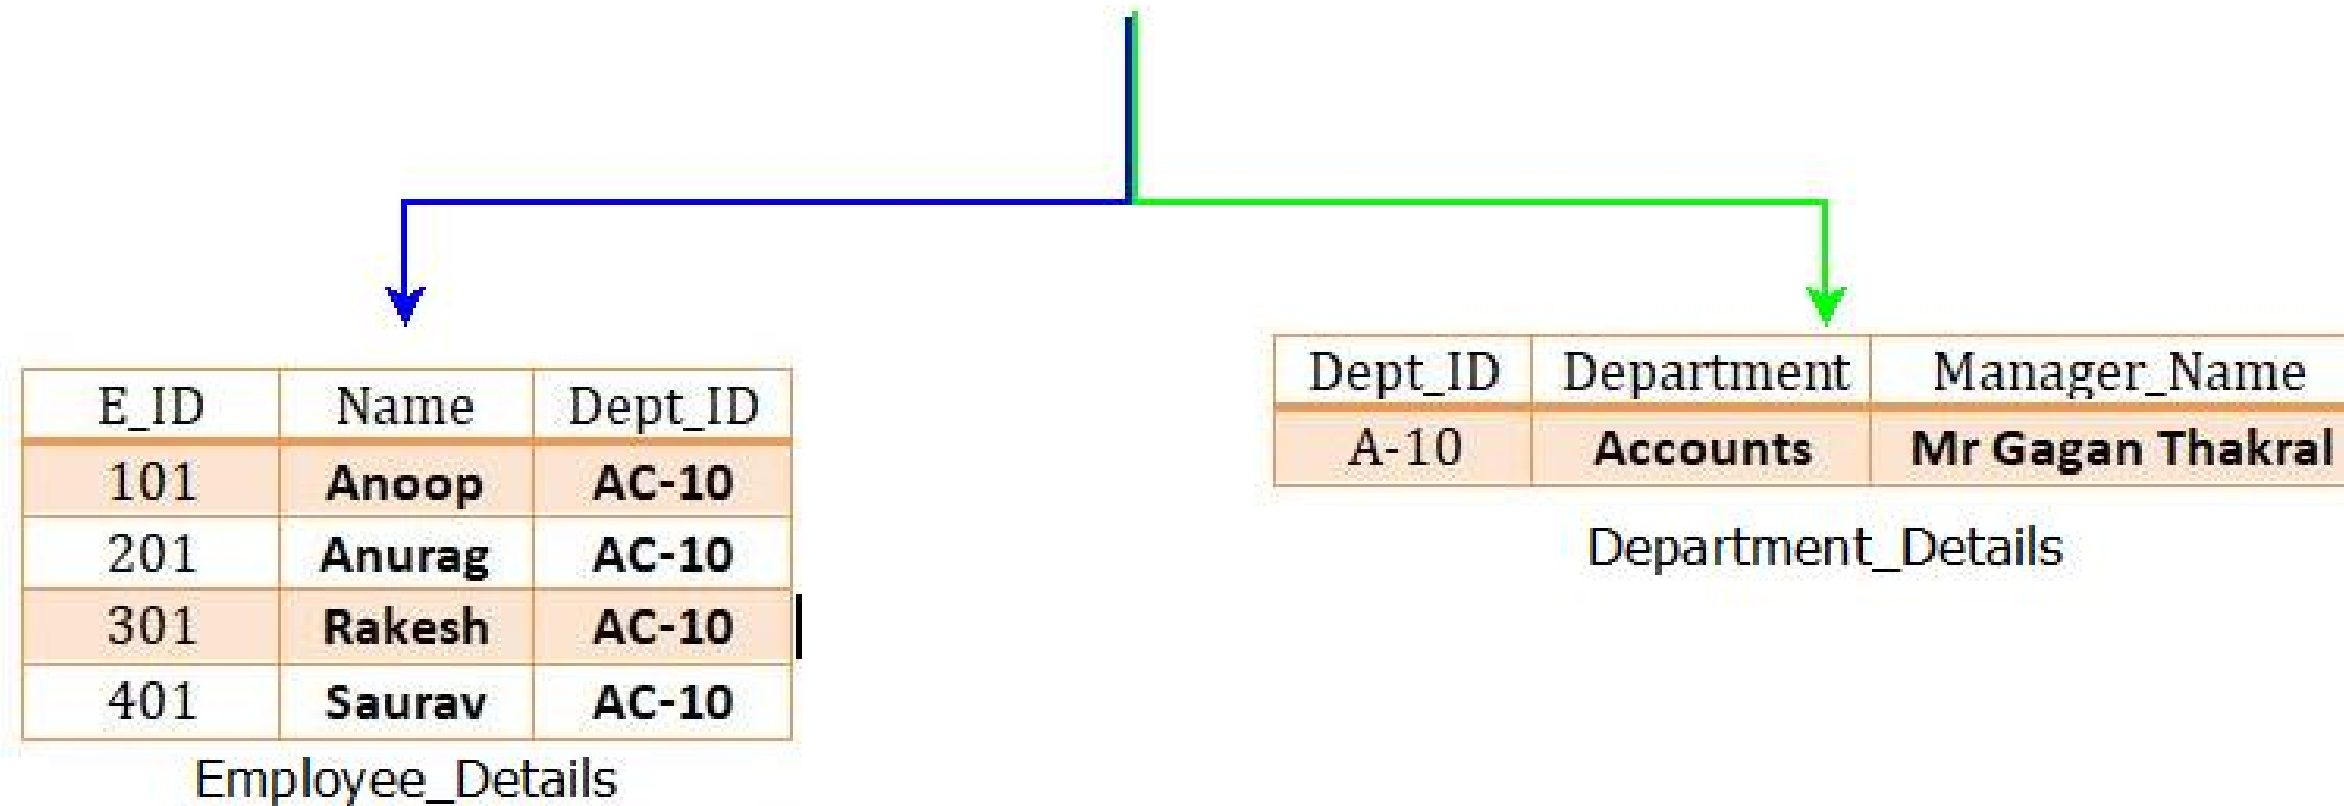 E_ID Name Dept_ID
101 Anoop AC-10
201 Anurag AC-10
301 Rakesh AC-10
401 Saurav AC-10
Employee_Details
Dept_ID Department Manager_Name
A-10 Accounts Mr Gagan Thakral
Department_Details